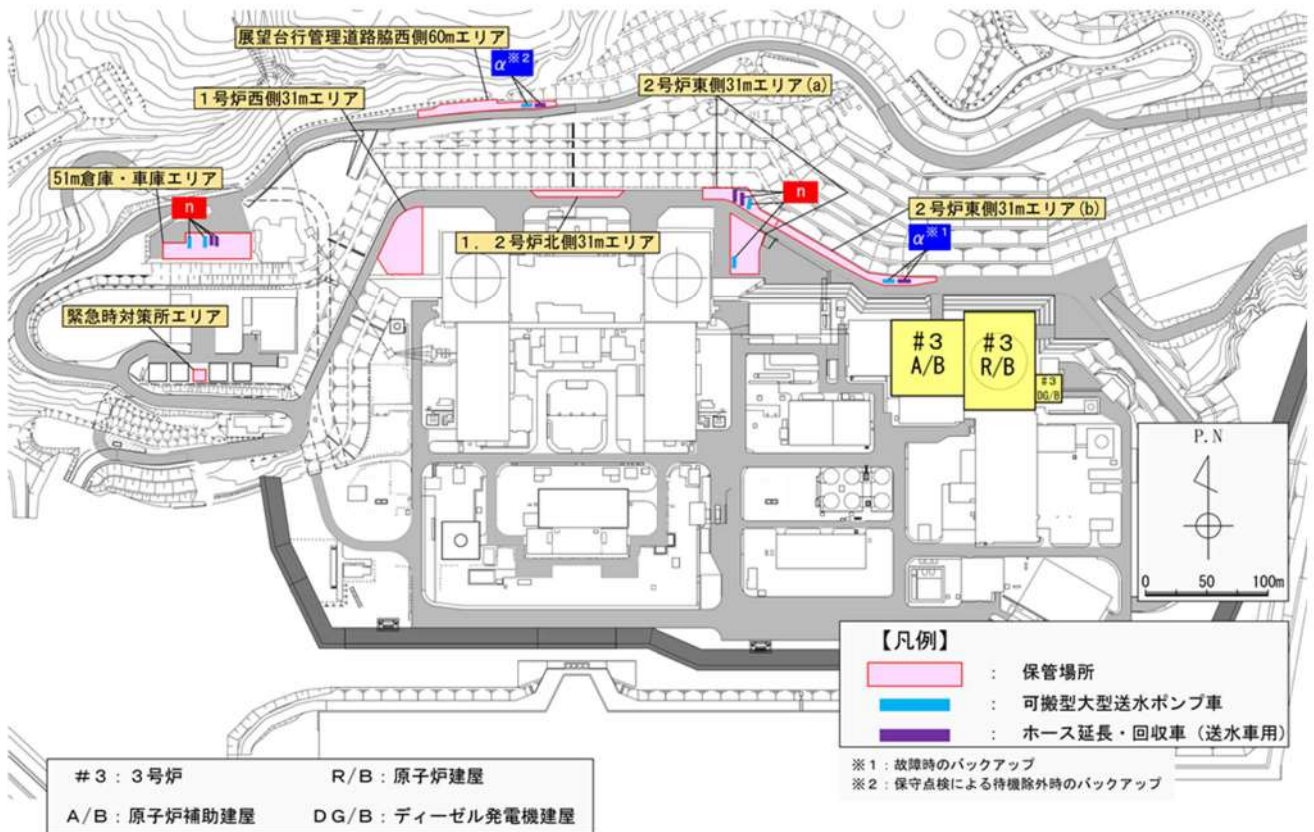 展望台行管理道路脇西側60mエリア
α※2
1号炉西側31mエリア
2号炉東側31mエリア(a)
51m倉庫・車庫エリア
n
n
2号炉東側31mエリア(b)
1，2号炉北側31mエリア
α※1
緊急時対策所エリア
#3
A/B
#3
R/B
#3
DG/B
P.N
0 50 100m
【凡例】
： 保管場所
： 可搬型大型送水ポンプ車
： ホース延長・回収車（送水車用）
※1：故障時のバックアップ
※2：保守点検による待機除外時のバックアップ
#3：3号炉 R/B：原子炉建屋
A/B：原子炉補助建屋 DG/B：ディーゼル発電機建屋